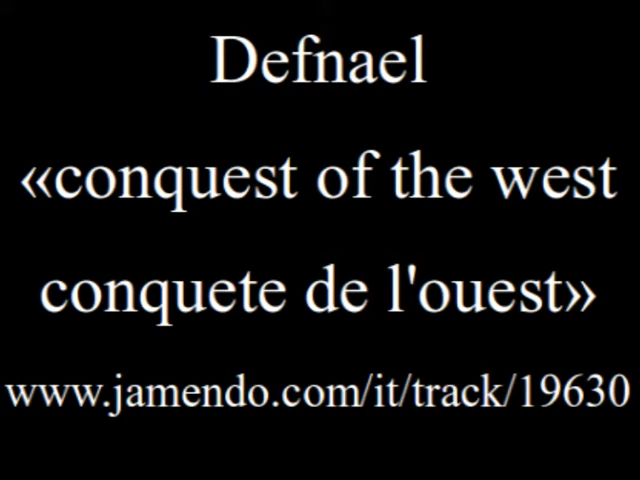 Defnael
«conquest of the west
conquete de l'ouest»
www.jamendo.com/it/track/19630